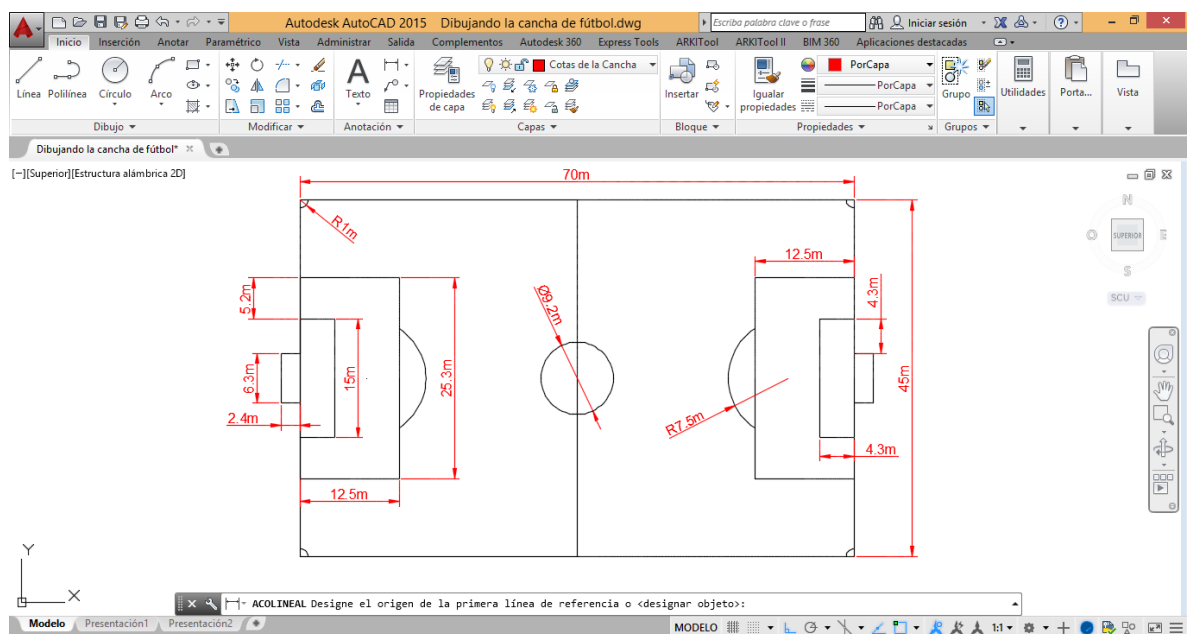 Autodesk AutoCAD 2015 Dibujando la cancha de fútbol.dwg
Escriba palabra clave o frase
Iniciar sesión
Inicio Inserción Anotar Paramétrico Vista Administrar Salida Complementos Autodesk 360 Express Tools ARKITool ARKITool II BIM 360 Aplicaciones destacadas
Línea Polilínea Círculo Arco
Texto
Propiedades de capa
Cotas de la Cancha
Insertar
Igualar propiedades
PorCapa
PorCapa
PorCapa
Grupo
Utilidades
Porta...
Vista
Dibujo Modificar Anotación Capas Bloque Propiedades Grupos
Dibujando la cancha de fútbol*
[−][Superior][Estructura alámbrica 2D]
70m
N
R1m
SUPERIOR
O
E
S
SCU
12.5m
5.2m
Ø9.2m
4.3m
6.3m
15m
25.3m
45m
2.4m
R7.5m
4.3m
12.5m
Y
X
ACOLINEAL Designe el origen de la primera línea de referencia o <designar objeto>:
Modelo Presentación1 Presentación2
MODELO
1:1